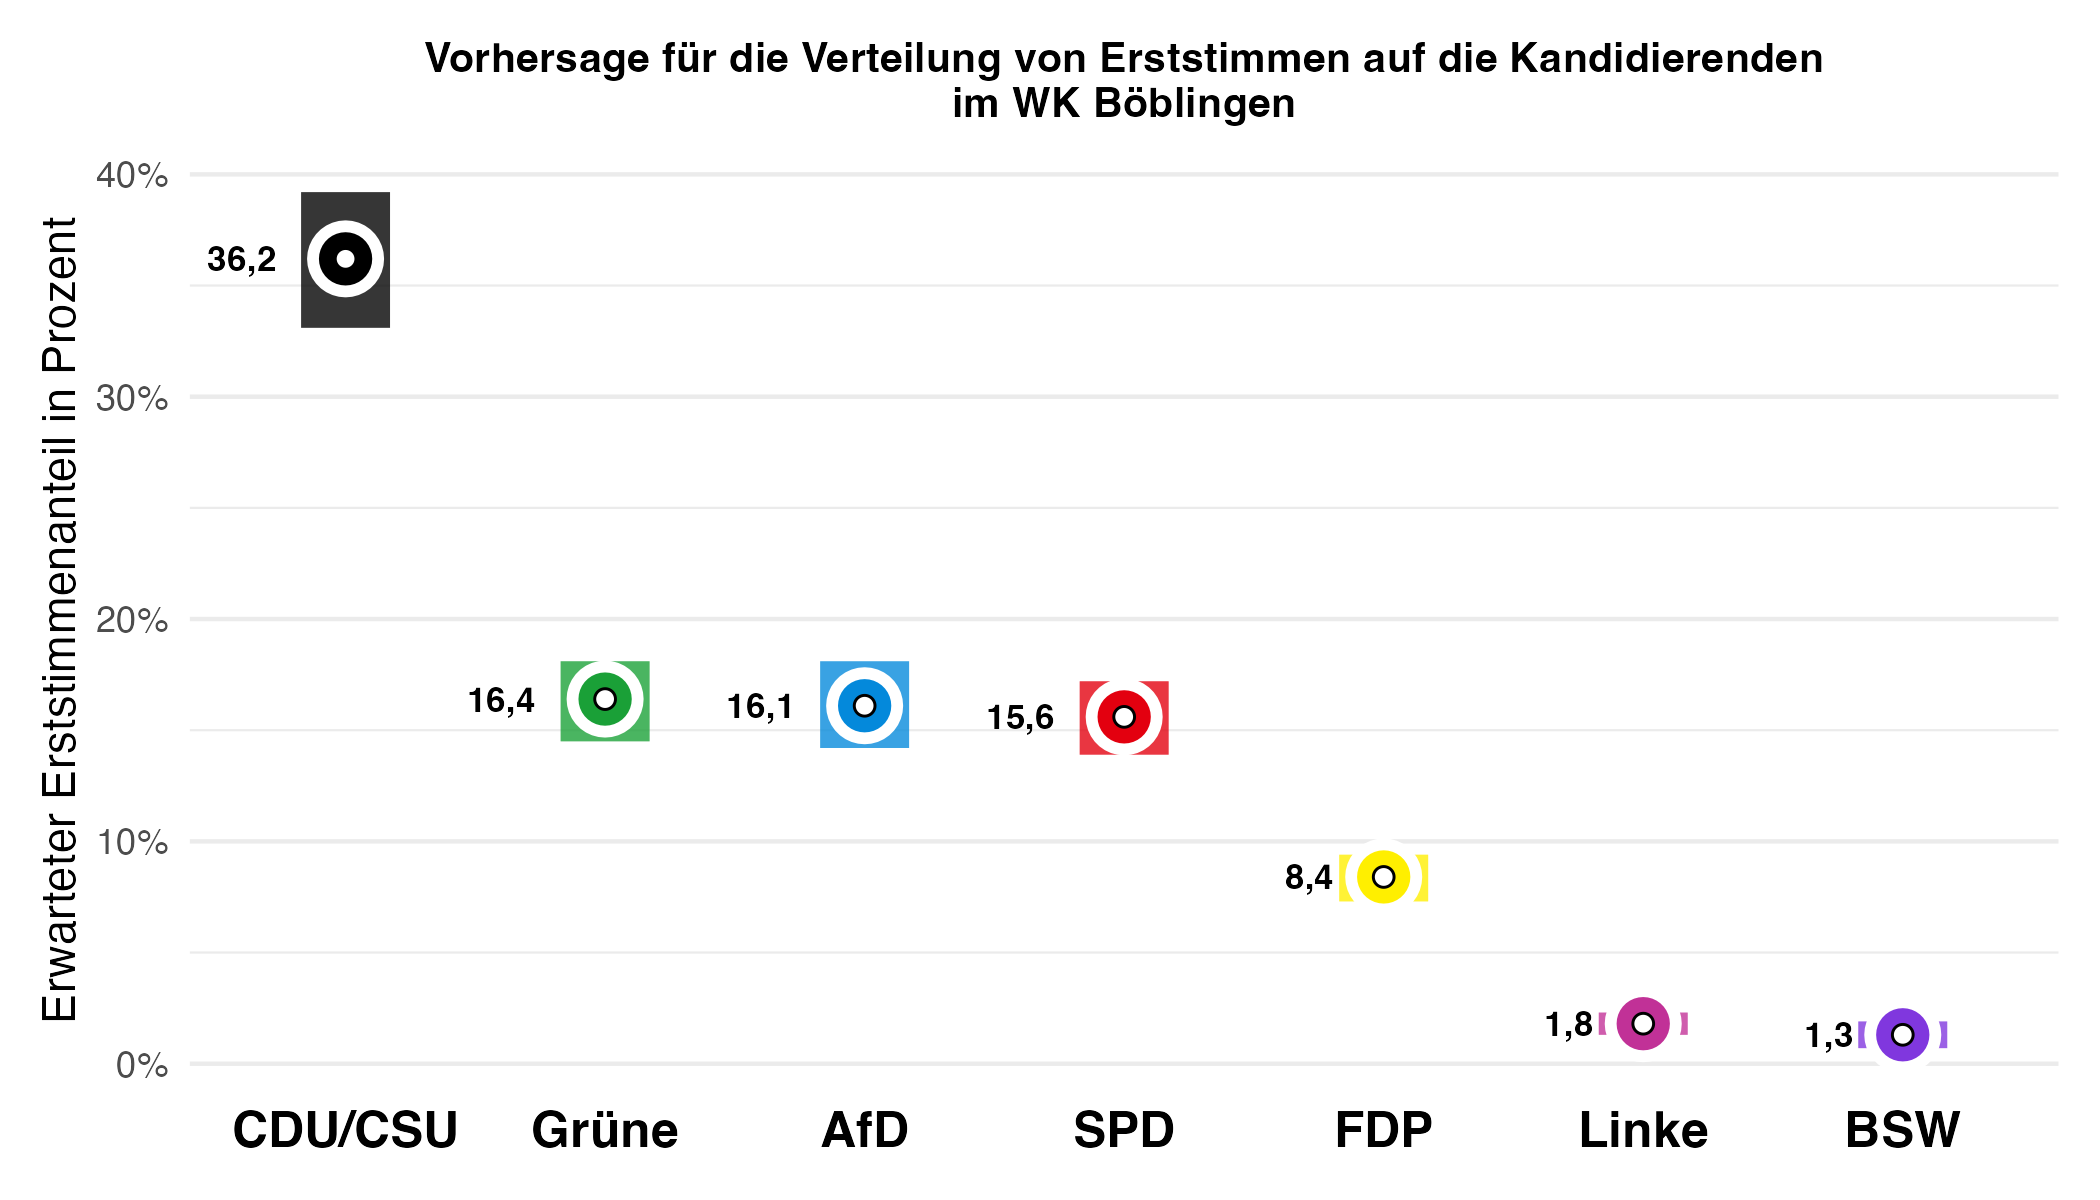 Vorhersage für die Verteilung von Erststimmen auf die Kandidierenden
im WK Böblingen
Erwarteter Erststimmenanteil in Prozent
40%
30%
20%
10%
0%
36,2
16,4
16,1
15,6
8,4
1,8
1,3
CDU/CSU
Grüne
AfD
SPD
FDP
Linke
BSW